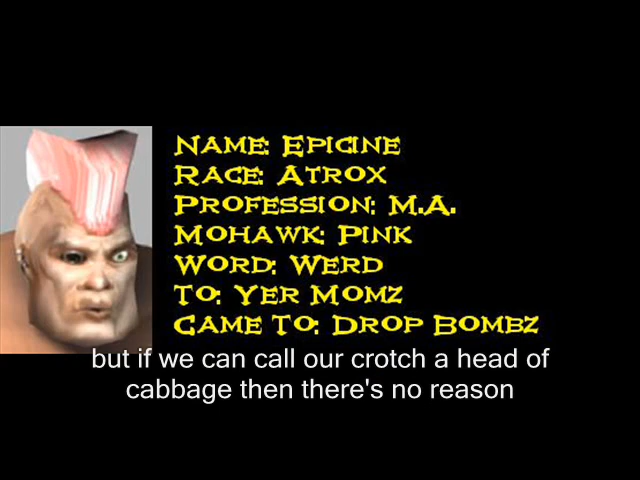 Name: Epicine
Race: Atrox
Profession: M.A.
Mohawk: Pink
Word: Werd
To: Yer Momz
Came To: Drop Bombz
but if we can call our crotch a head of
cabbage then there's no reason